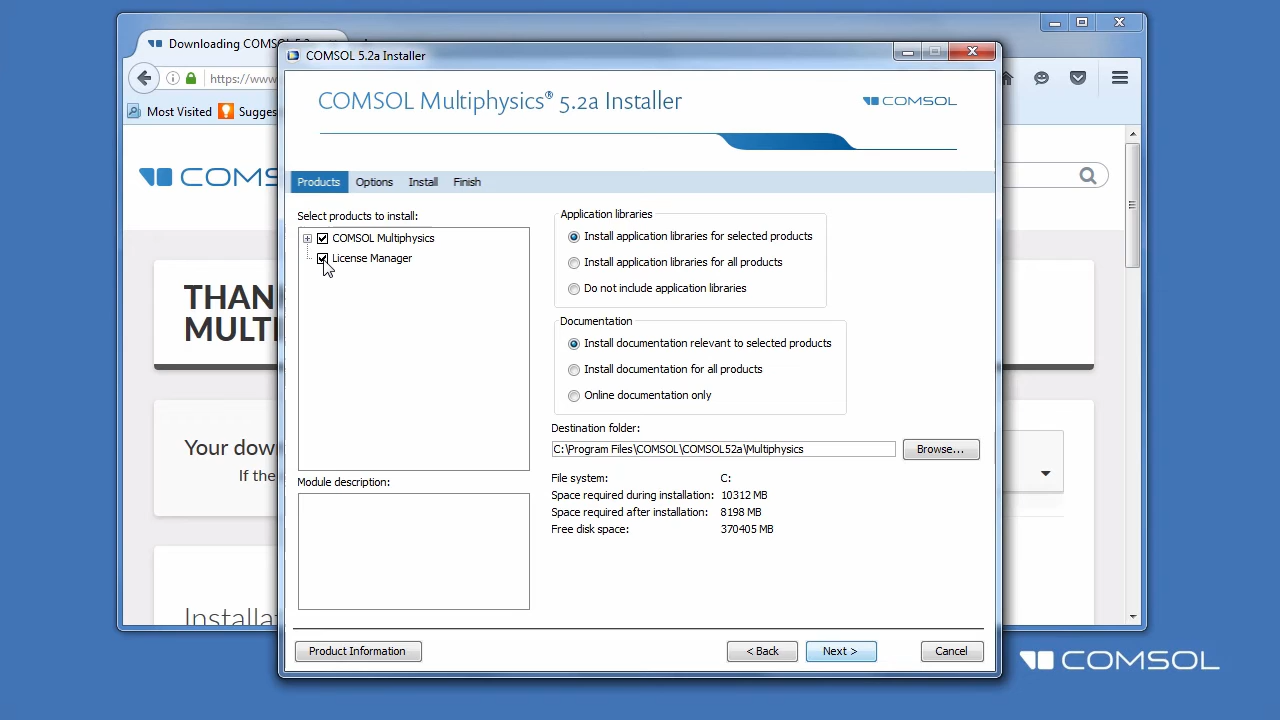 Downloading COMSOL 5.2
COMSOL 5.2a Installer
https://www.
Most Visited
Sugges
COMSOL Multiphysics® 5.2a Installer
COMSOL
COMS
Products
Options
Install
Finish
Select products to install:
COMSOL Multiphysics
License Manager
Application libraries
Install application libraries for selected products
Install application libraries for all products
Do not include application libraries
Documentation
Install documentation relevant to selected products
Install documentation for all products
Online documentation only
Destination folder:
C:\Program Files\COMSOL\COMSOL52a\Multiphysics
Browse...
File system: C:
Space required during installation: 10312 MB
Space required after installation: 8198 MB
Free disk space: 370405 MB
Module description:
THAN
MULTI
Your dow
If the
Installa
Product Information
< Back
Next >
Cancel
COMSOL